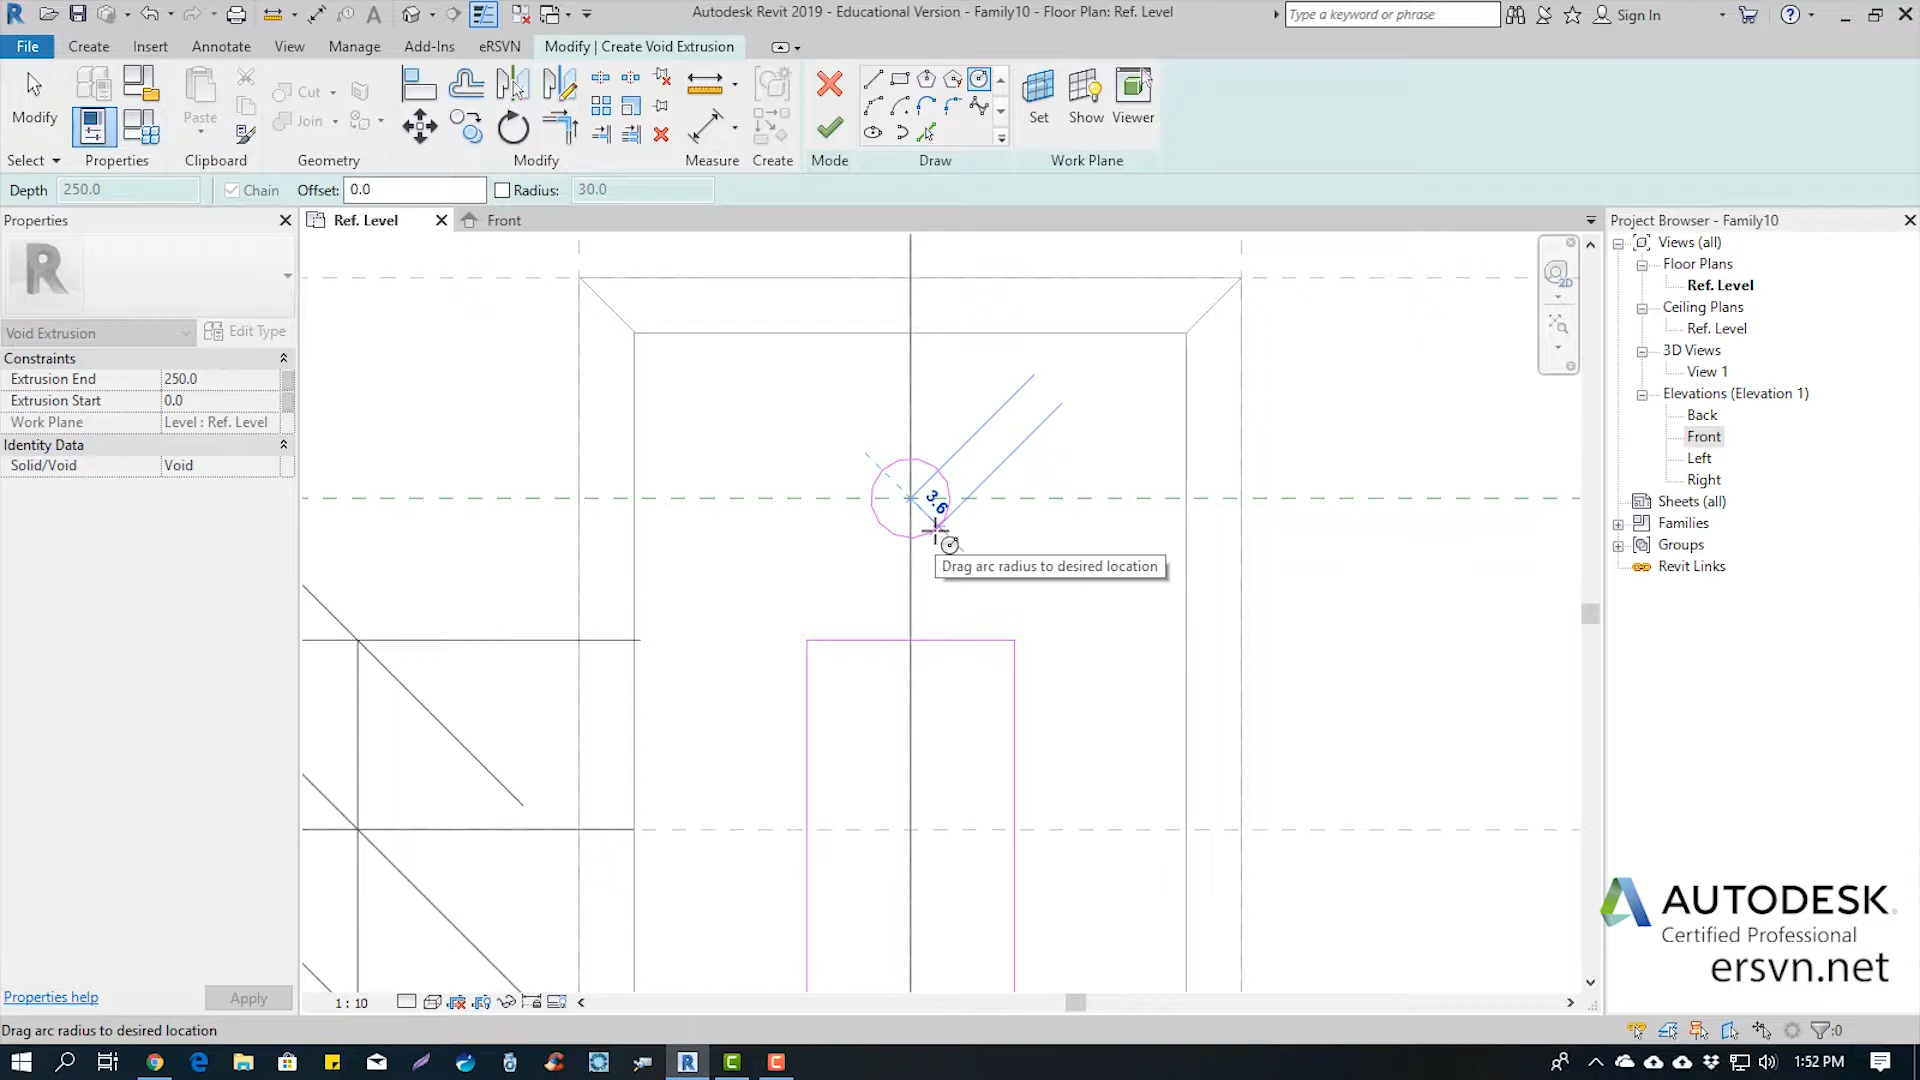 Autodesk Revit 2019 - Educational Version - Family10 - Floor Plan: Ref. Level
Type a keyword or phrase
Sign In
File
Create
Insert
Annotate
View
Manage
Add-Ins
eRSVN
Modify | Create Void Extrusion
Modify
Paste
Cut
Join
Set
Show
Viewer
Select
Properties
Clipboard
Geometry
Modify
Measure
Create
Mode
Draw
Work Plane
Depth
250.0
Chain
Offset:
0.0
Radius:
30.0
Properties
Ref. Level
Front
Project Browser - Family10
R
Void Extrusion
Edit Type
Constraints
Extrusion End
250.0
Extrusion Start
0.0
Work Plane
Level : Ref. Level
Identity Data
Solid/Void
Void
2D
3.6
Drag arc radius to desired location
Views (all)
Floor Plans
Ref. Level
Ceiling Plans
Ref. Level
3D Views
View 1
Elevations (Elevation 1)
Back
Front
Left
Right
Sheets (all)
Families
Groups
Revit Links
AUTODESK.
Certified Professional
ersvn.net
Properties help
Apply
1 : 10
Drag arc radius to desired location
:0
1:52 PM